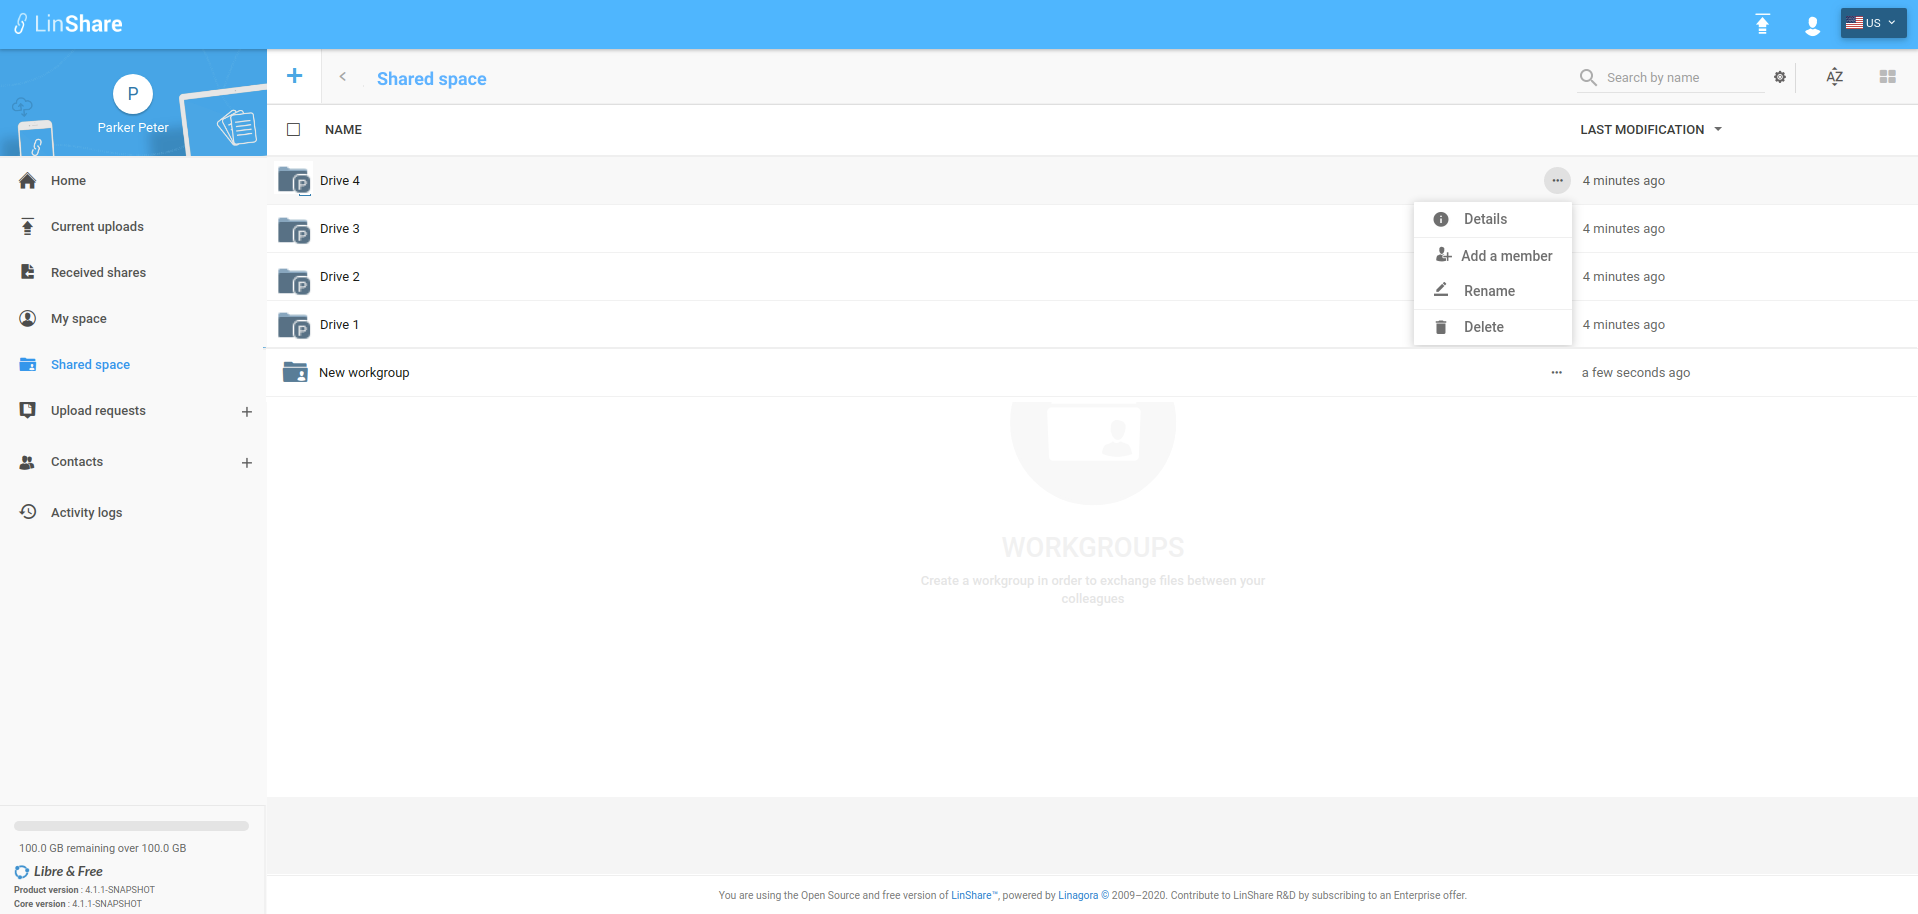 LinShare
US
P
Parker Peter
Home
Current uploads
Received shares
My space
Shared space
Upload requests
Contacts
Activity logs
100.0 GB remaining over 100.0 GB
Libre & Free
Product version : 4.1.1-SNAPSHOT
Core version : 4.1.1-SNAPSHOT
Shared space
Search by name
AZ
NAME
LAST MODIFICATION
P Drive 4 4 minutes ago
P Drive 3 4 minutes ago
P Drive 2 4 minutes ago
P Drive 1 4 minutes ago
New workgroup a few seconds ago
Details
Add a member
Rename
Delete
WORKGROUPS
Create a workgroup In order to exchange files between your
colleagues
You are using the Open Source and free version of LinShare™, powered by Linagora © 2009–2020. Contribute to LinShare R&D by subscribing to an Enterprise offer.